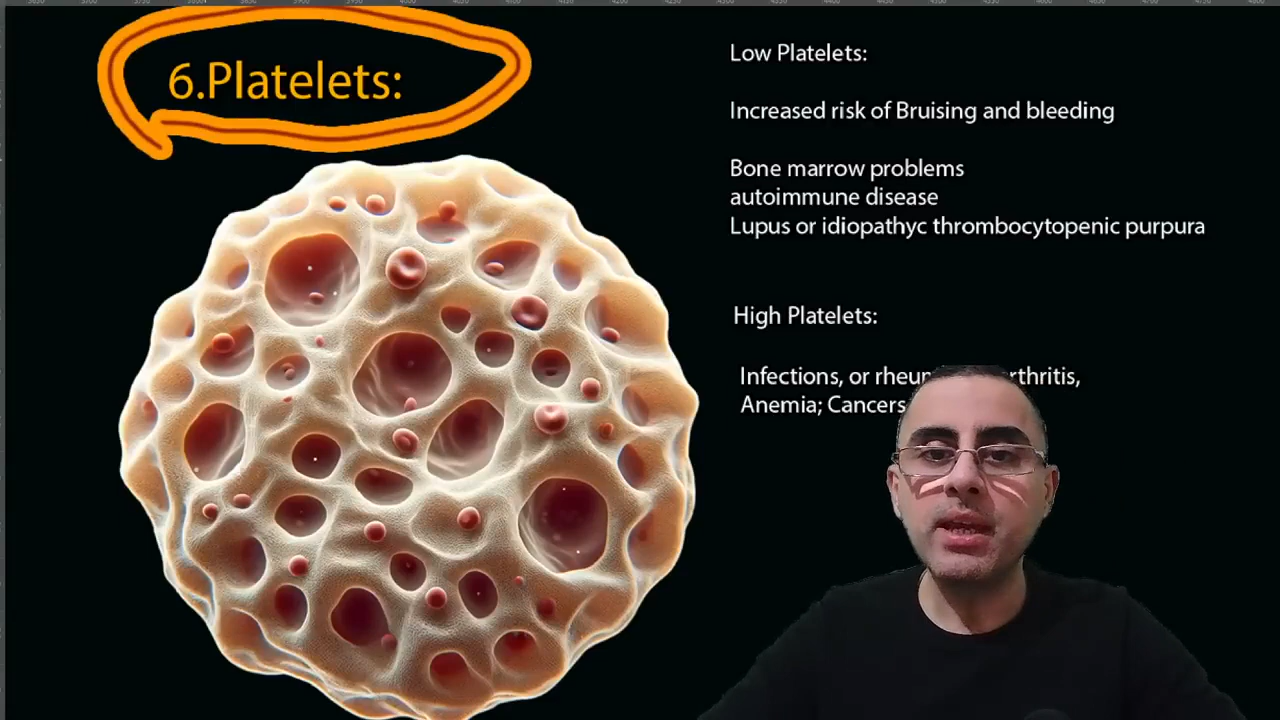 6.Platelets:
Low Platelets:
Increased risk of Bruising and bleeding
Bone marrow problems
autoimmune disease
Lupus or idiopathyc thrombocytopenic purpura
High Platelets:
Infections, or arthritis,
Anemia; Cancers